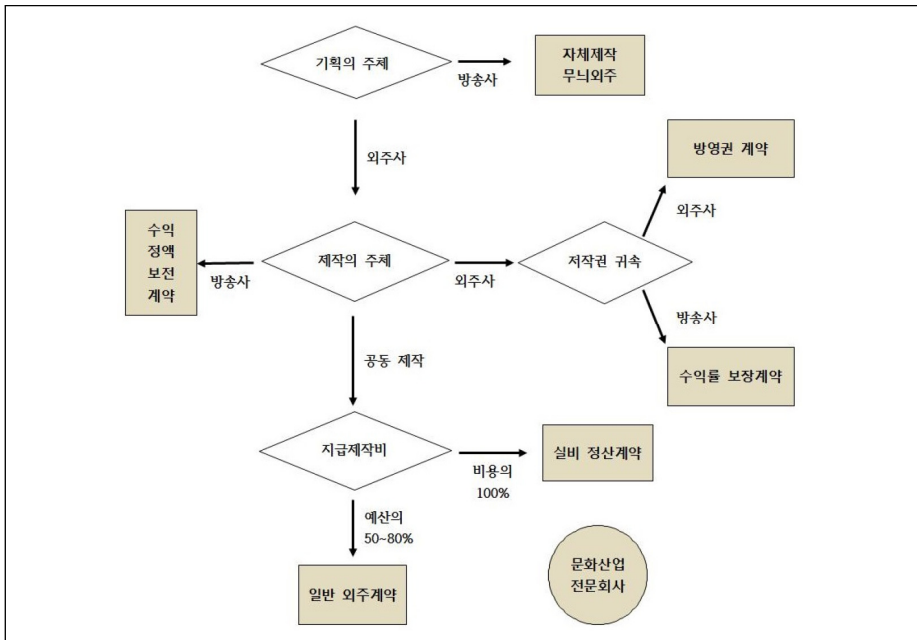 기획의 주체
방송사
자체제작
무늬외주
외주사
방영권 계약
외주사
수익
정액
보전
계약
방송사
제작의 주체
외주사
저작권 귀속
방송사
수익률 보장계약
공동 제작
지급제작비
비용의
100%
실비 정산계약
예산의
50~80%
일반 외주계약
문화산업
전문회사